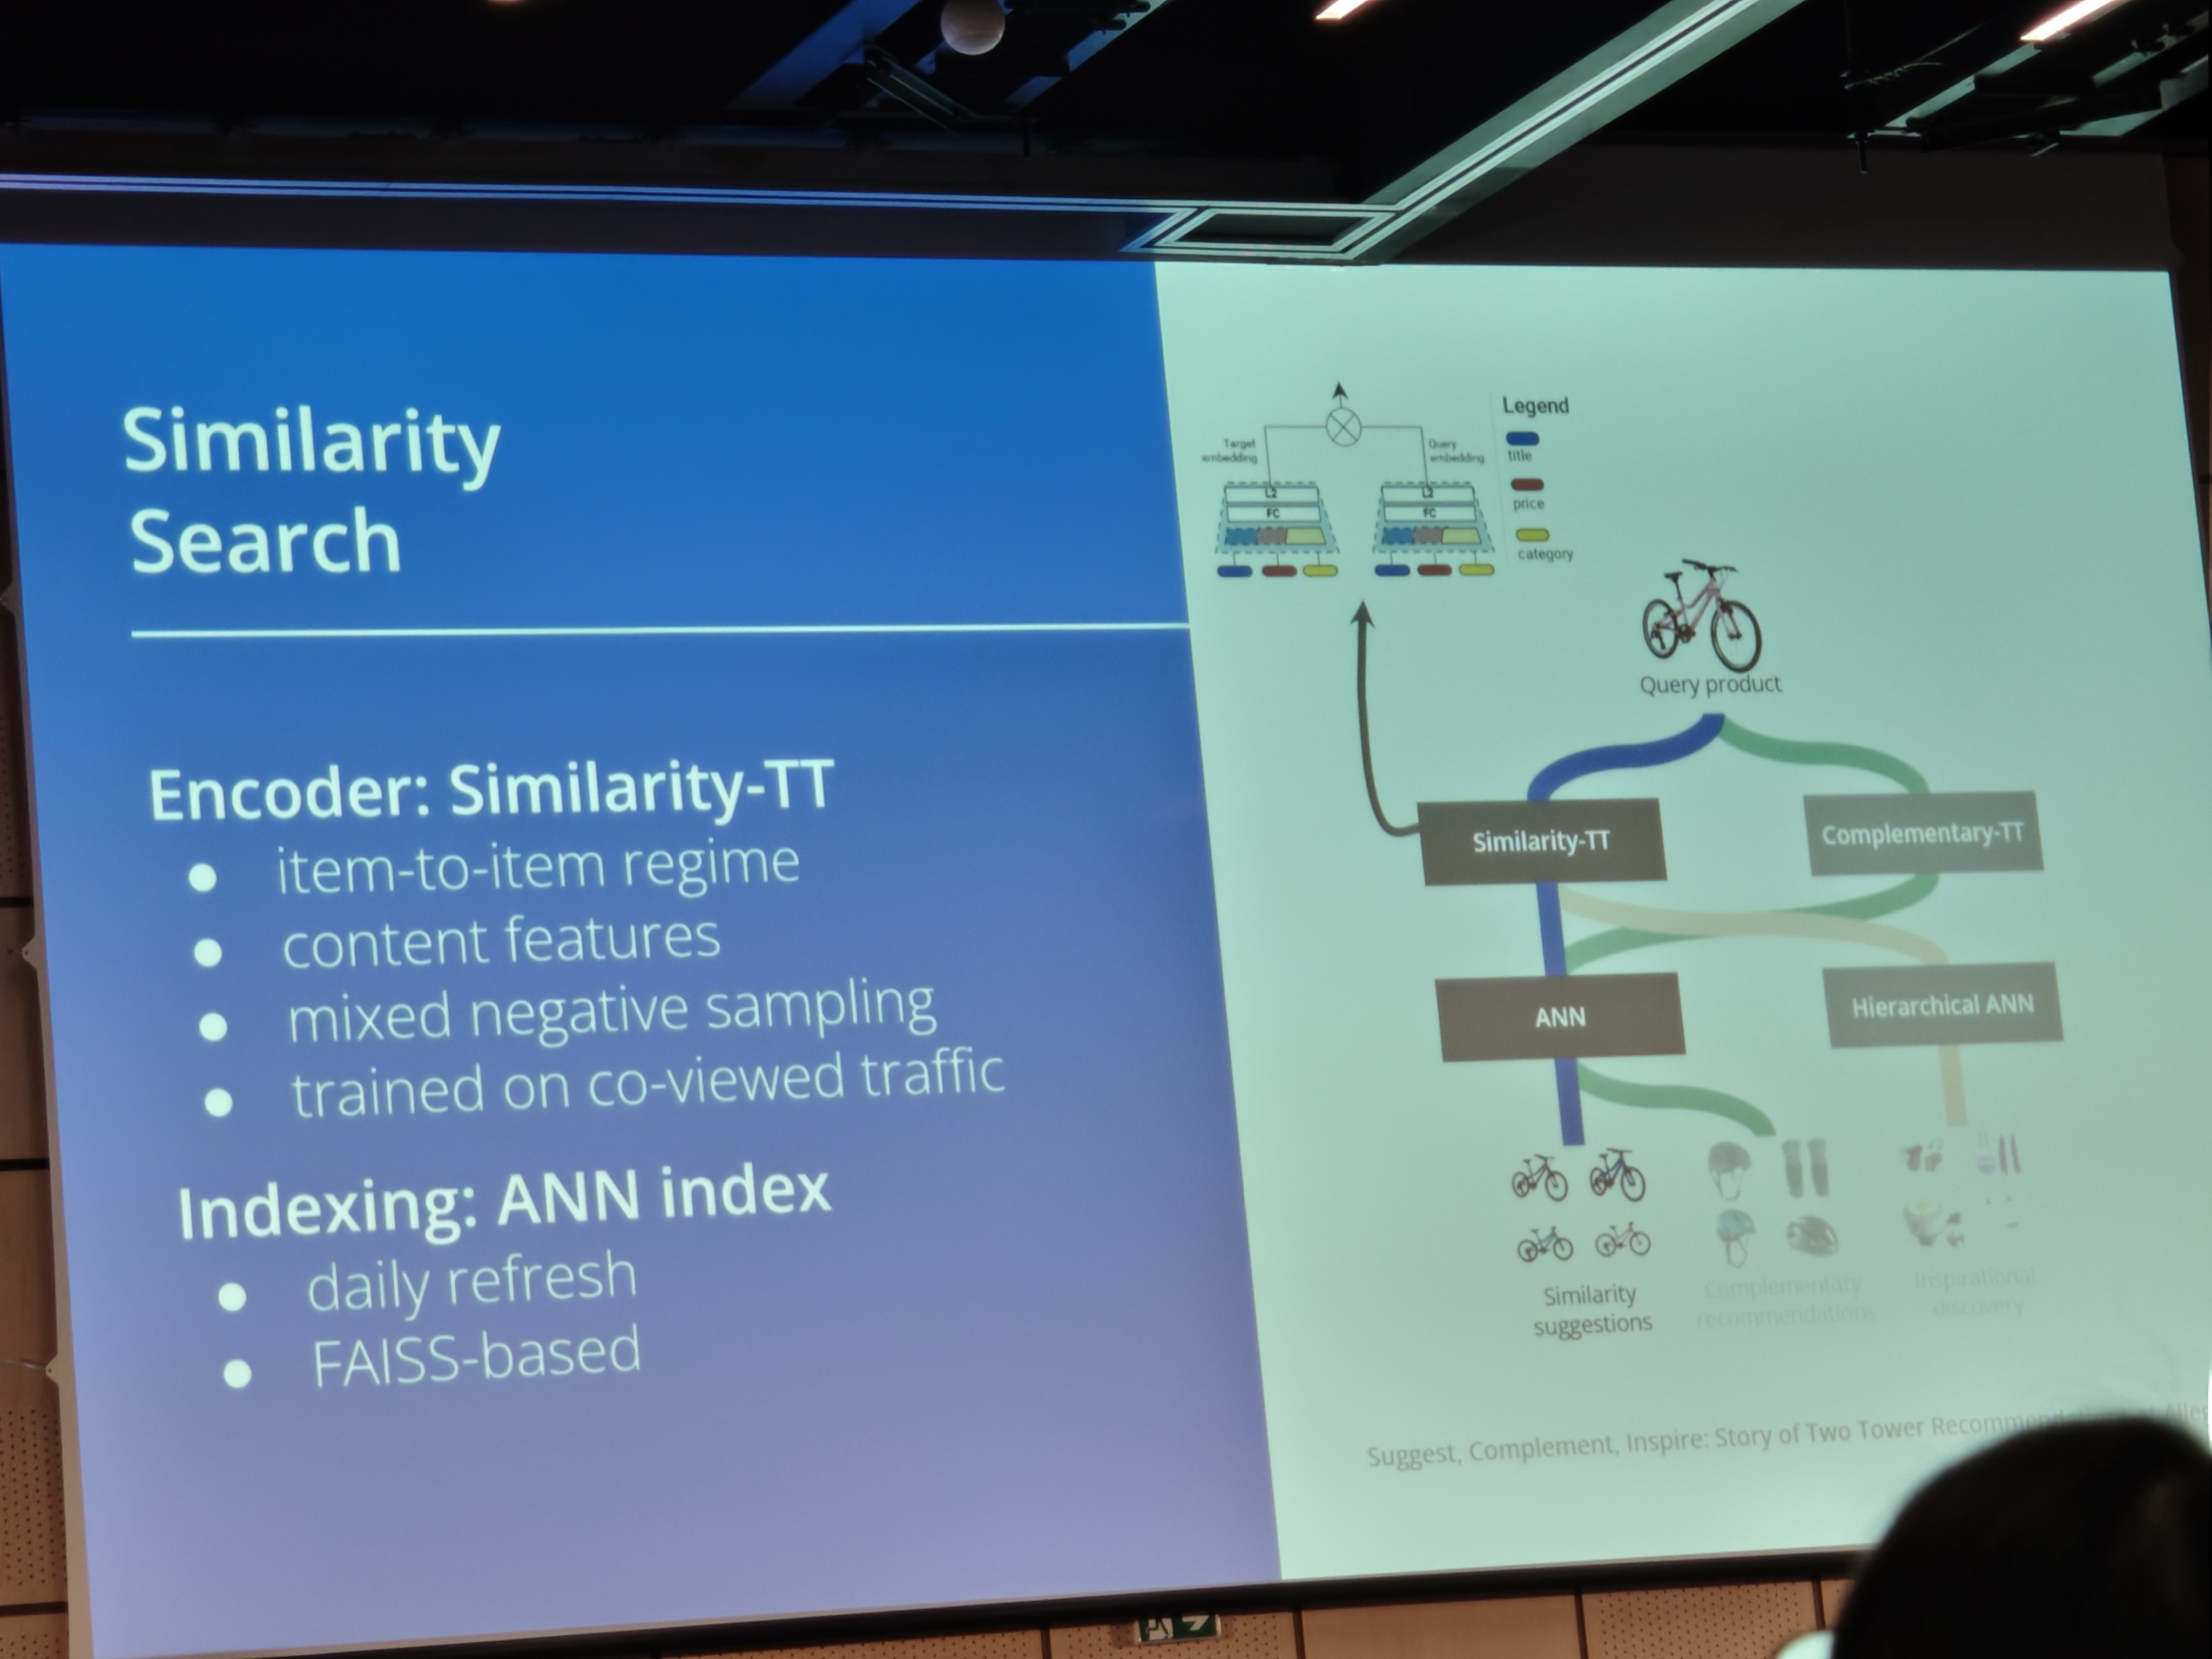 Similarity
Search
Encoder: Similarity-TT
● item-to-item regime
● content features
● mixed negative sampling
● trained on co-viewed traffic
Indexing: ANN index
● daily refresh
● FAISS-based
Target
embedding
Query
embedding
L2
FC
L2
FC
Legend
title
price
category
Query product
Similarity-TT
Complementary-TT
ANN
Hierarchical ANN
Similarity
suggestions
Complementary
recommendations
Inspirational
discovery
Suggest, Complement, Inspire: Story of Two Tower